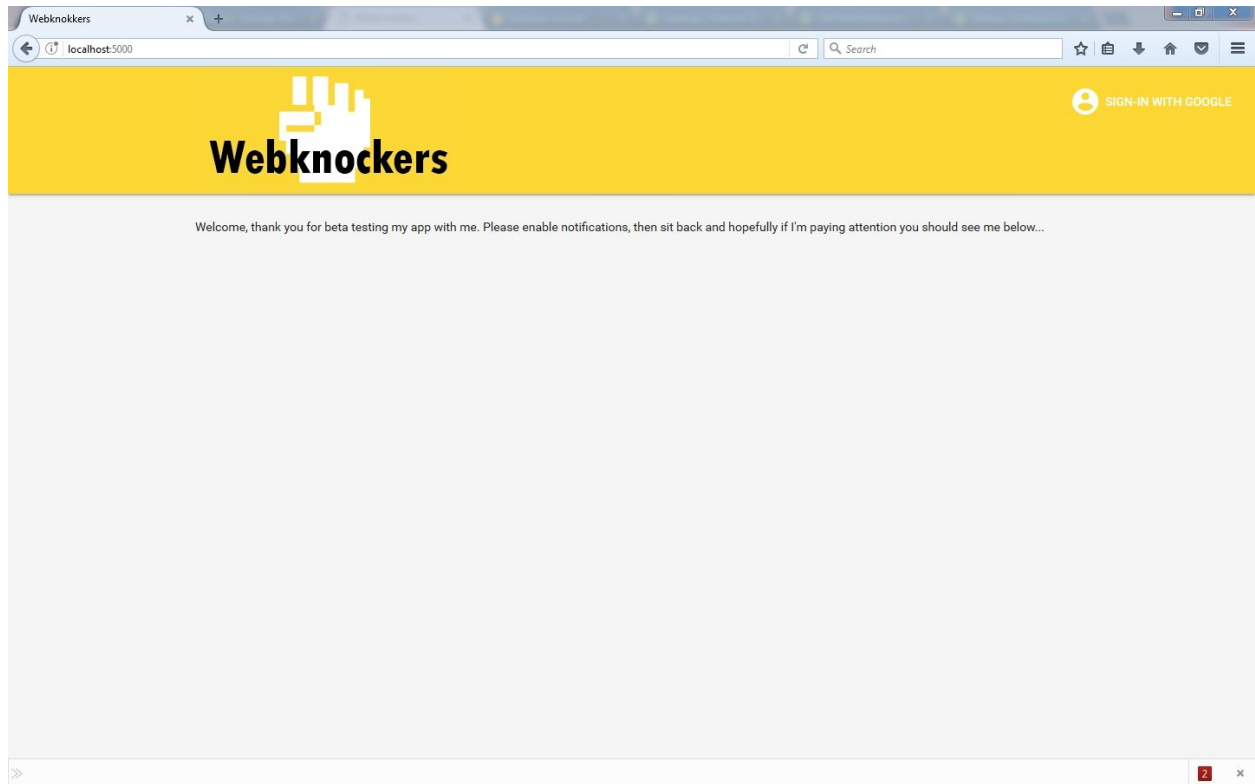 Webknokkers
localhost:5000
Search
SIGN-IN WITH GOOGLE
Webknockers
Welcome, thank you for beta testing my app with me. Please enable notifications, then sit back and hopefully if I'm paying attention you should see me below...
2